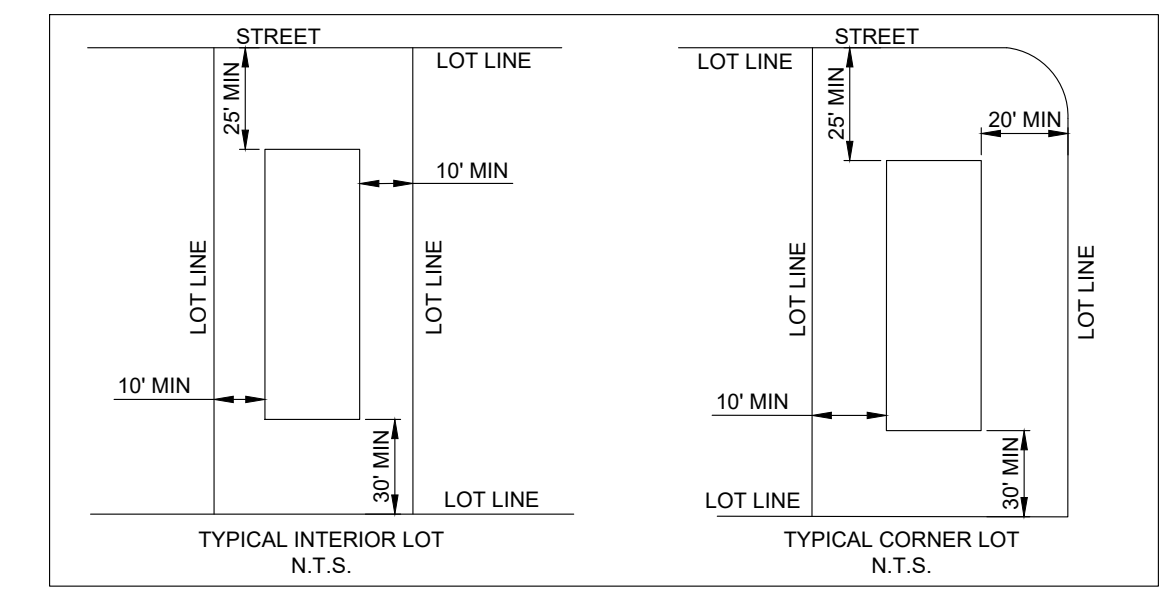 STREET
LOT LINE
25' MIN
10' MIN
LOT LINE
LOT LINE
10' MIN
30' MIN
LOT LINE
TYPICAL INTERIOR LOT
N.T.S.
STREET
LOT LINE
25' MIN
20' MIN
LOT LINE
LOT LINE
10' MIN
30' MIN
LOT LINE
TYPICAL CORNER LOT
N.T.S.